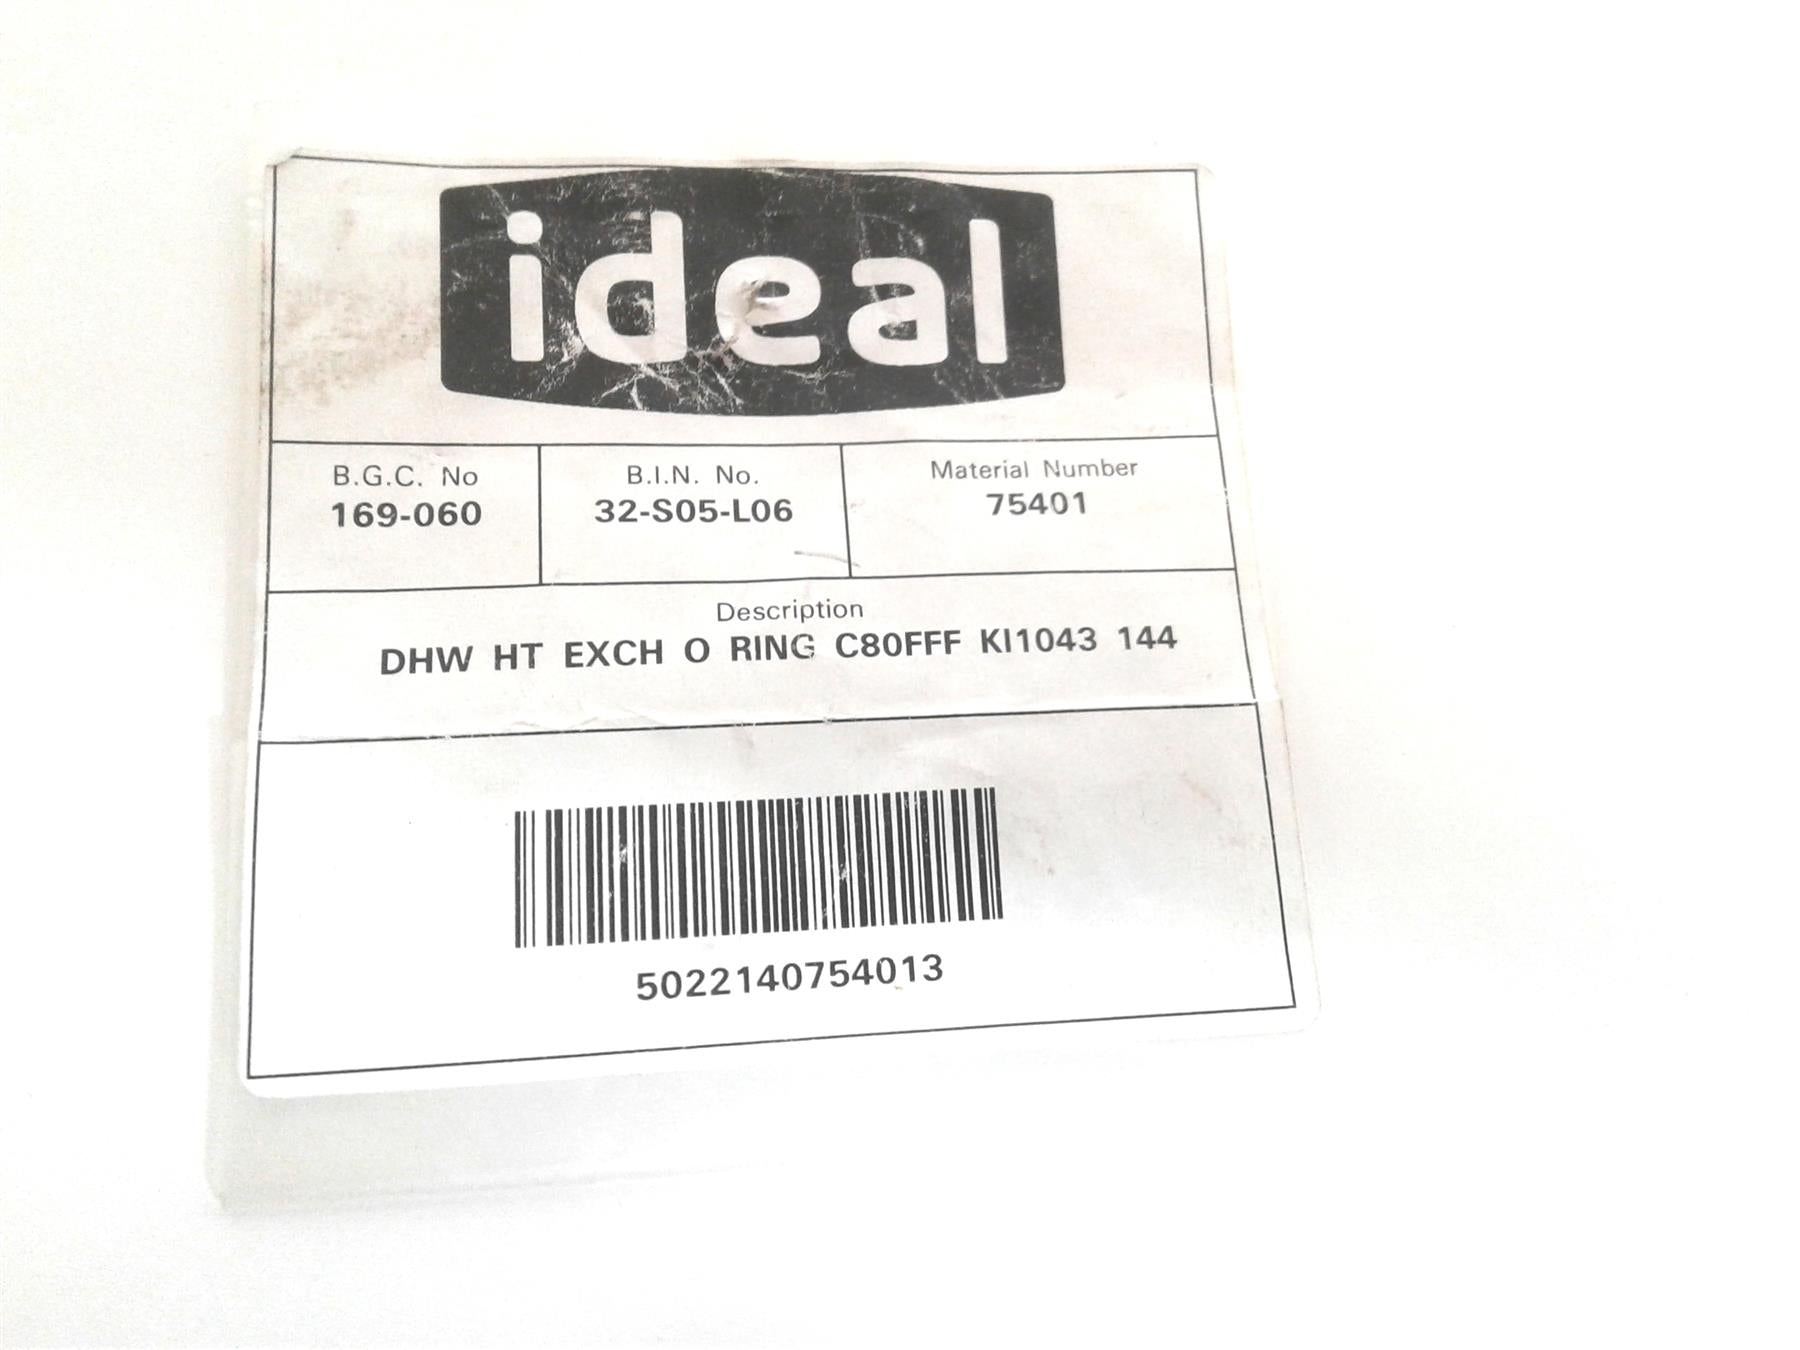 ideal
B.G.C. No
169-060
B.I.N. No.
32-S05-L06
Material Number
75401
Description
DHW HT EXCH O RING C80FFF KI1043 144
5022140754013